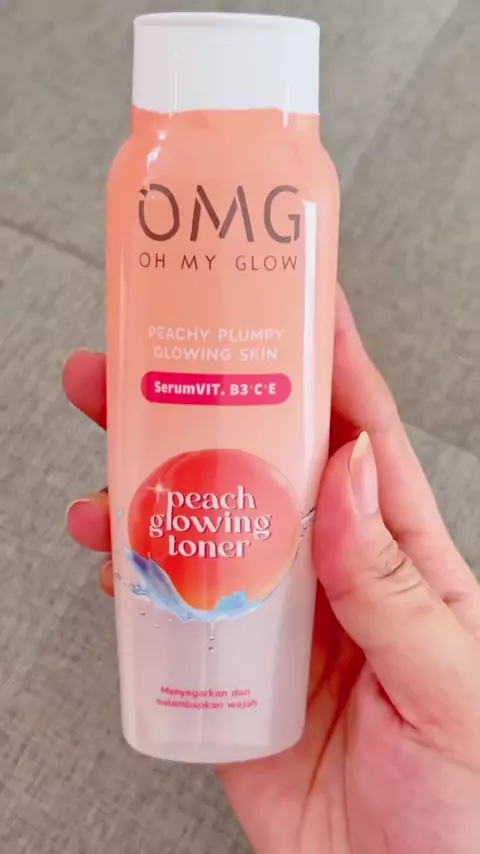 OMG
OH MY GLOW
PEACHY PLUMPY
GLOWING SKIN
SerumVIT. B3*C*E
peach
glowing
toner
Menyegarkan dan
melembapkan wajah